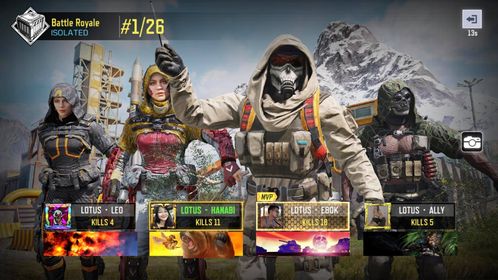 Battle Royale
ISOLATED
#1/26
13s
LOTUS · LEO
KILLS 4
LOTUS · HANABI
KILLS 11
MVP
LOTUS · EBOK
KILLS 18
LOTUS · ALLY
KILLS 5